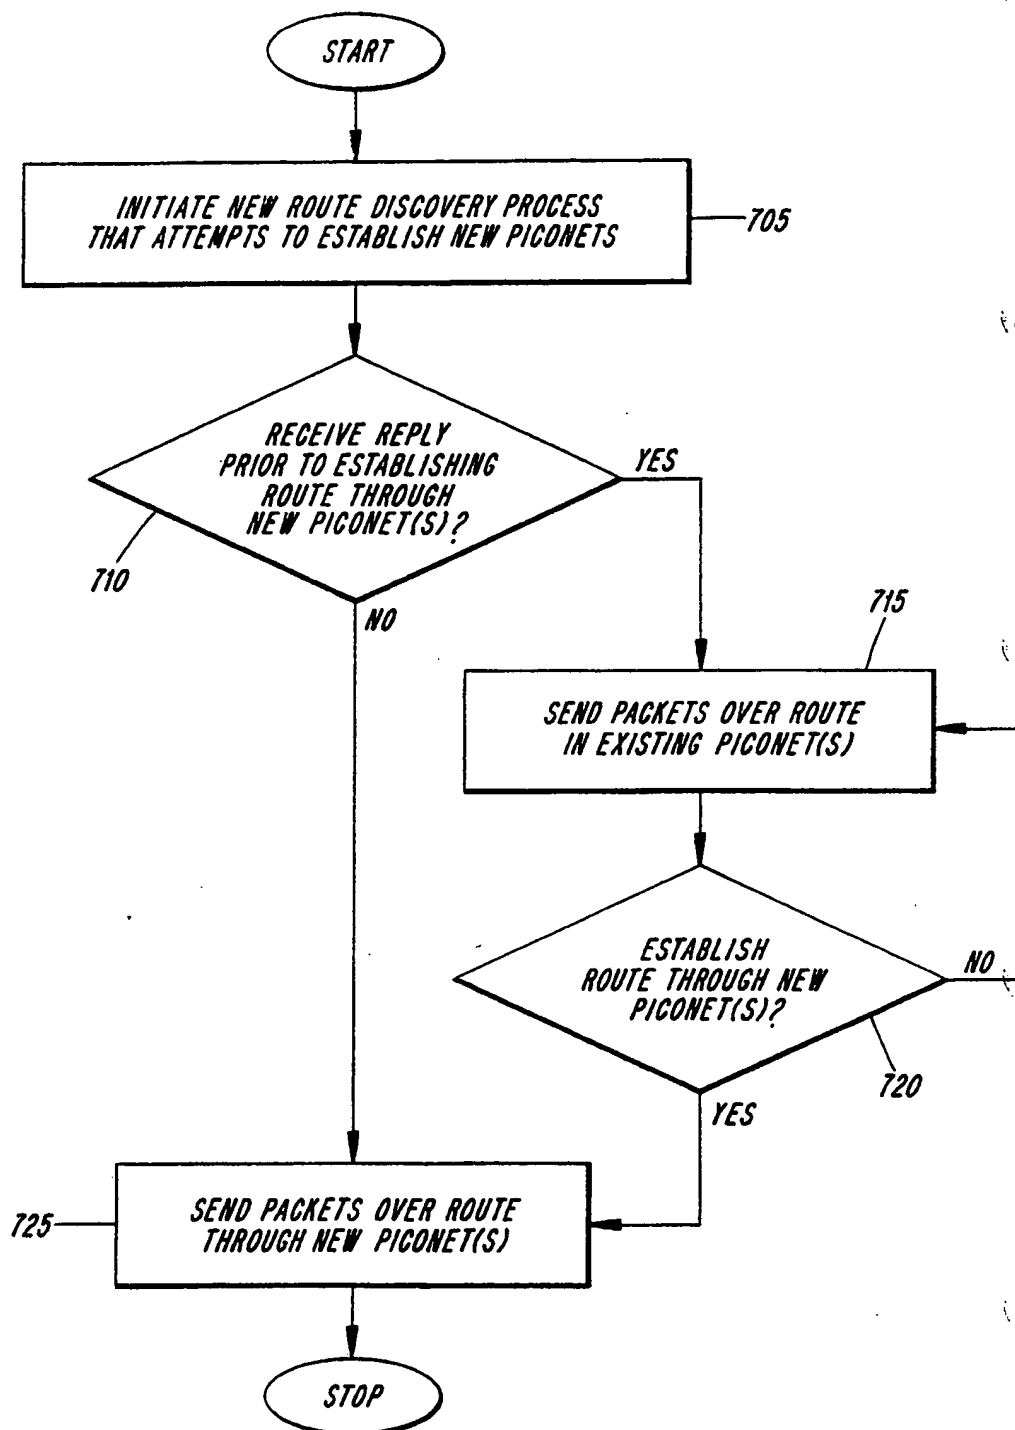 START
INITIATE NEW ROUTE DISCOVERY PROCESS
THAT ATTEMPTS TO ESTABLISH NEW PICONETS
705
RECEIVE REPLY
PRIOR TO ESTABLISHING
ROUTE THROUGH
NEW PICONET(S)?
YES
710
NO
715
SEND PACKETS OVER ROUTE
IN EXISTING PICONET(S)
ESTABLISH
ROUTE THROUGH NEW
PICONET(S)?
NO
720
YES
SEND PACKETS OVER ROUTE
THROUGH NEW PICONET(S)
725
STOP